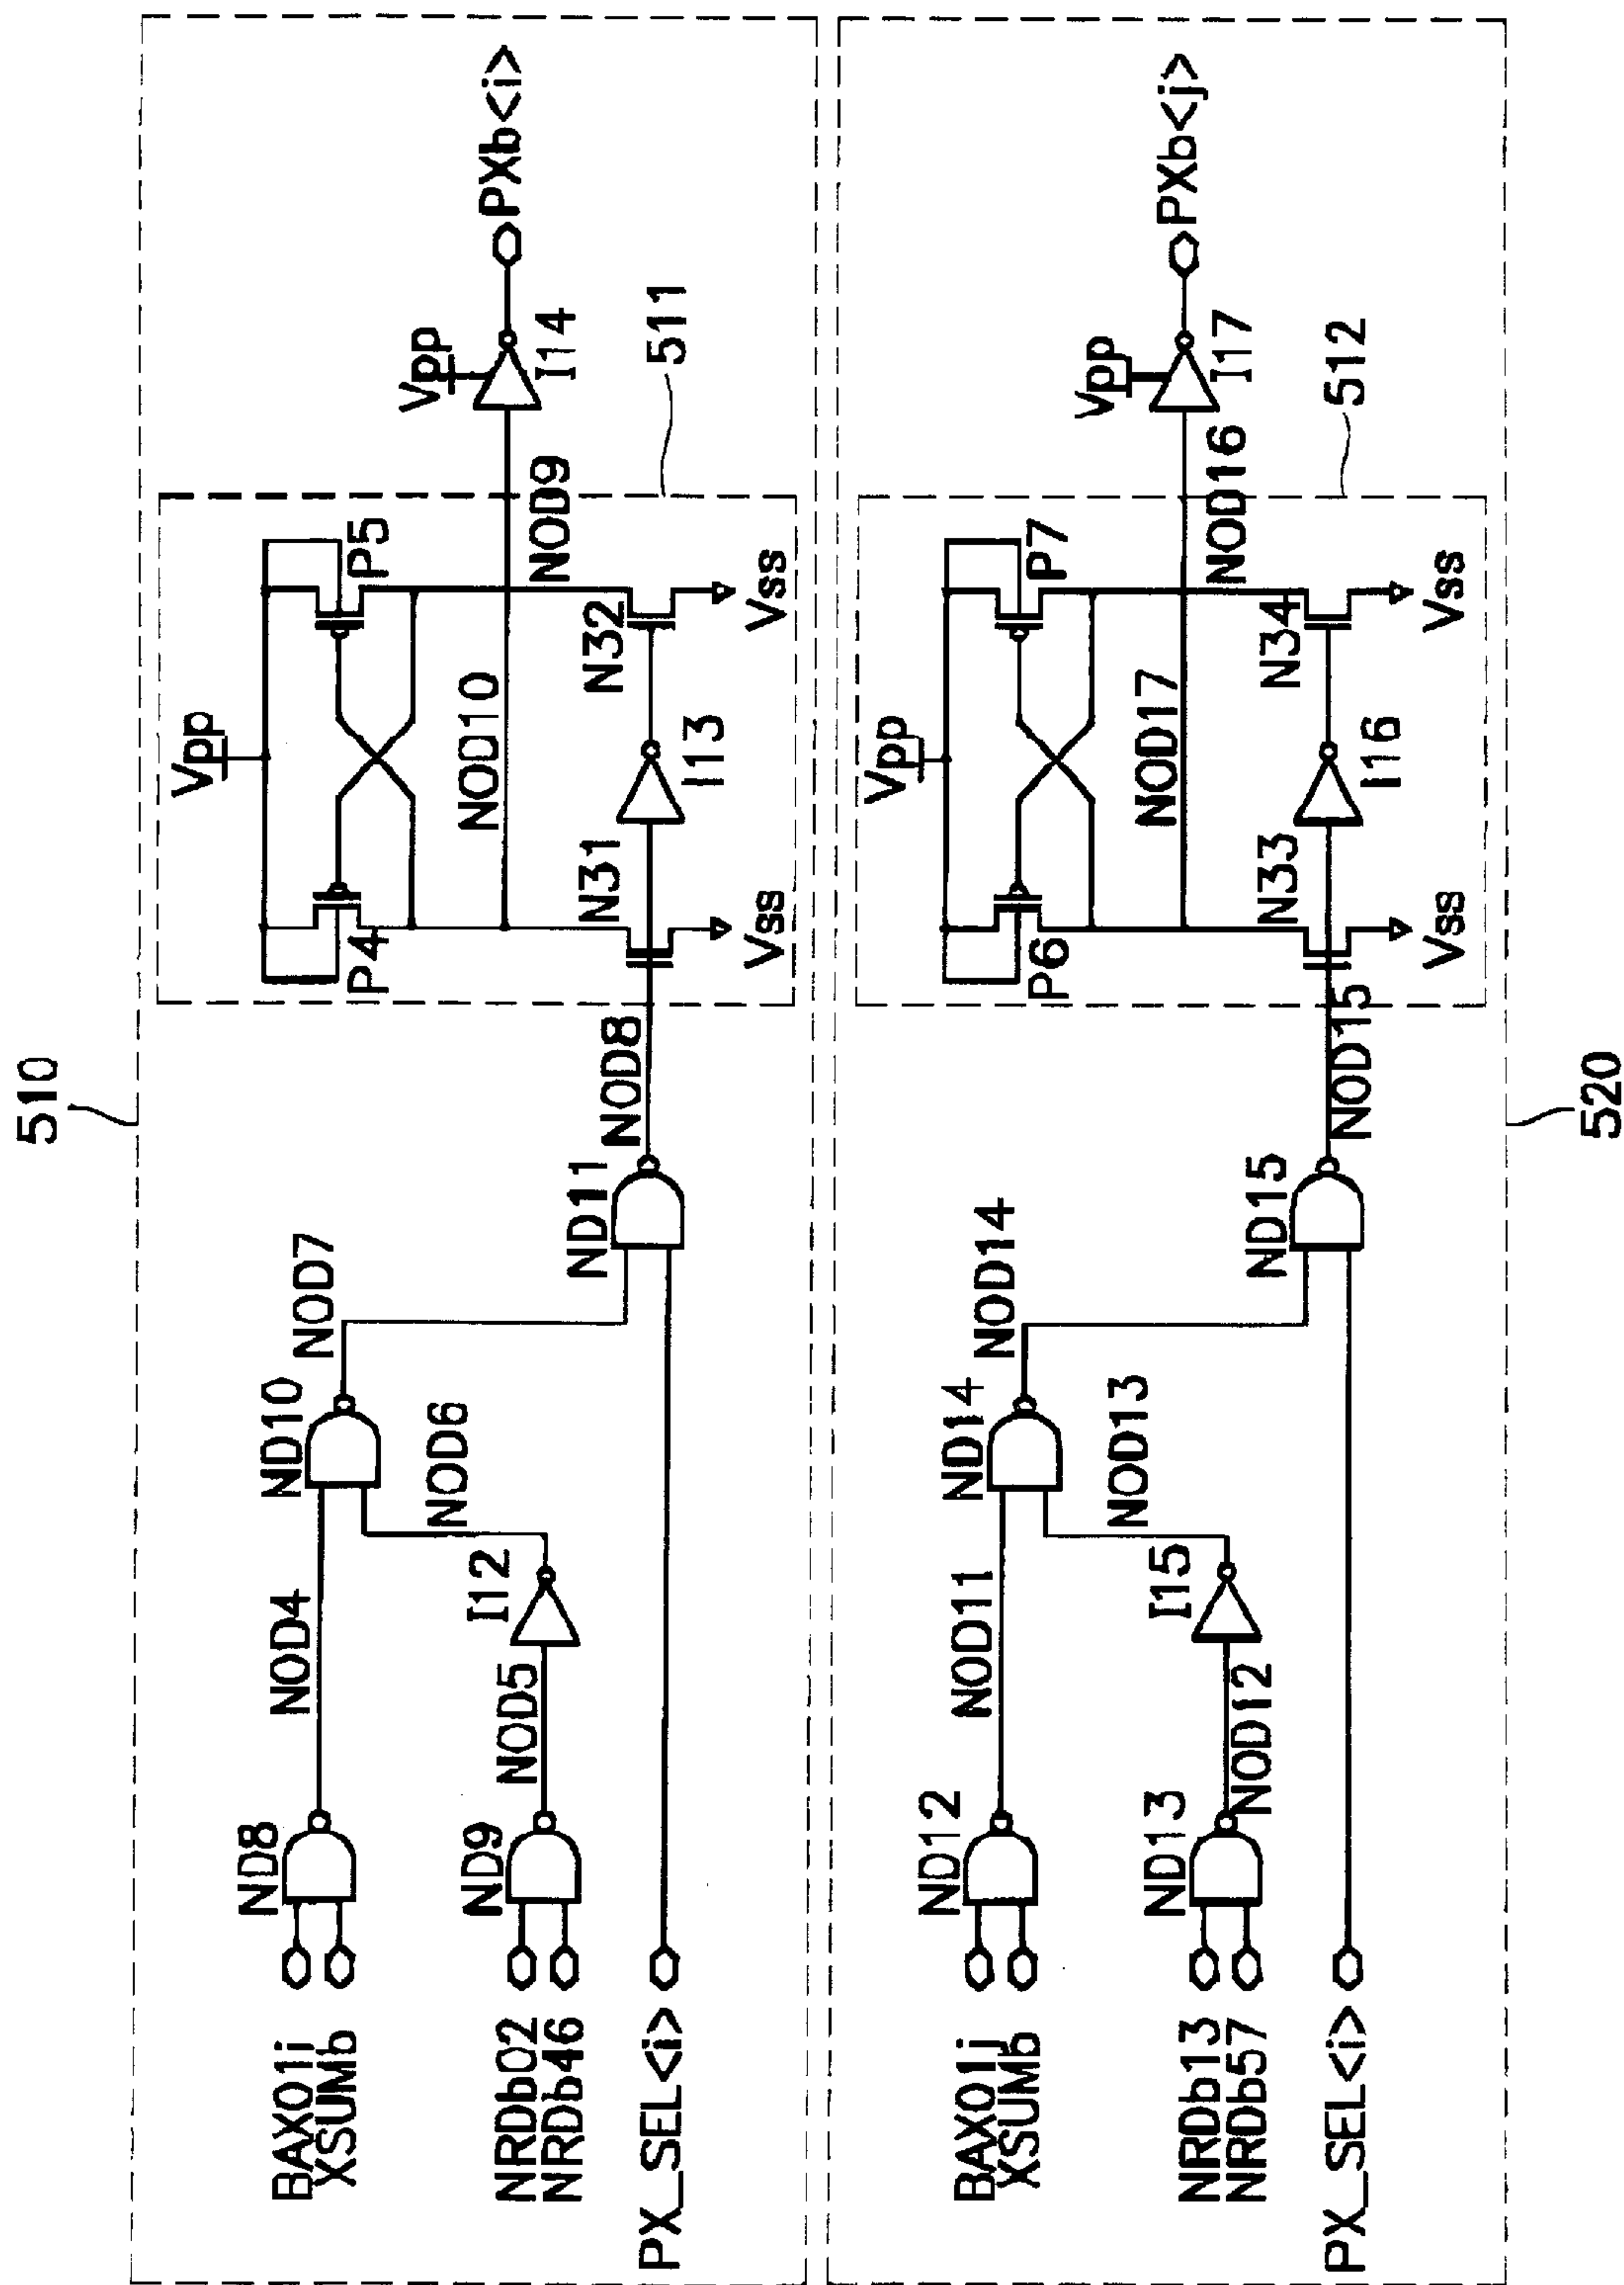 510
BAX01i
XSUMb
ND8
NOD4
ND10
NOD7
NRDb02
NRDb46
ND9
NOD5
I12
NOD6
PX_SEL<i>
ND11
NOD8
Vpp
P4
P5
NOD10
NOD9
N31
I13
N32
Vss
Vss
Vpp
I14
PXb<i>
511
BAX01j
XSUMb
ND12
NOD11
ND14
NOD14
NRDb13
NRDb57
ND13
NOD12
I15
NOD13
PX_SEL<i>
ND15
NOD15
Vpp
P6
P7
NOD17
NOD16
N33
I16
N34
Vss
Vss
Vpp
I17
PXb<j>
512
520